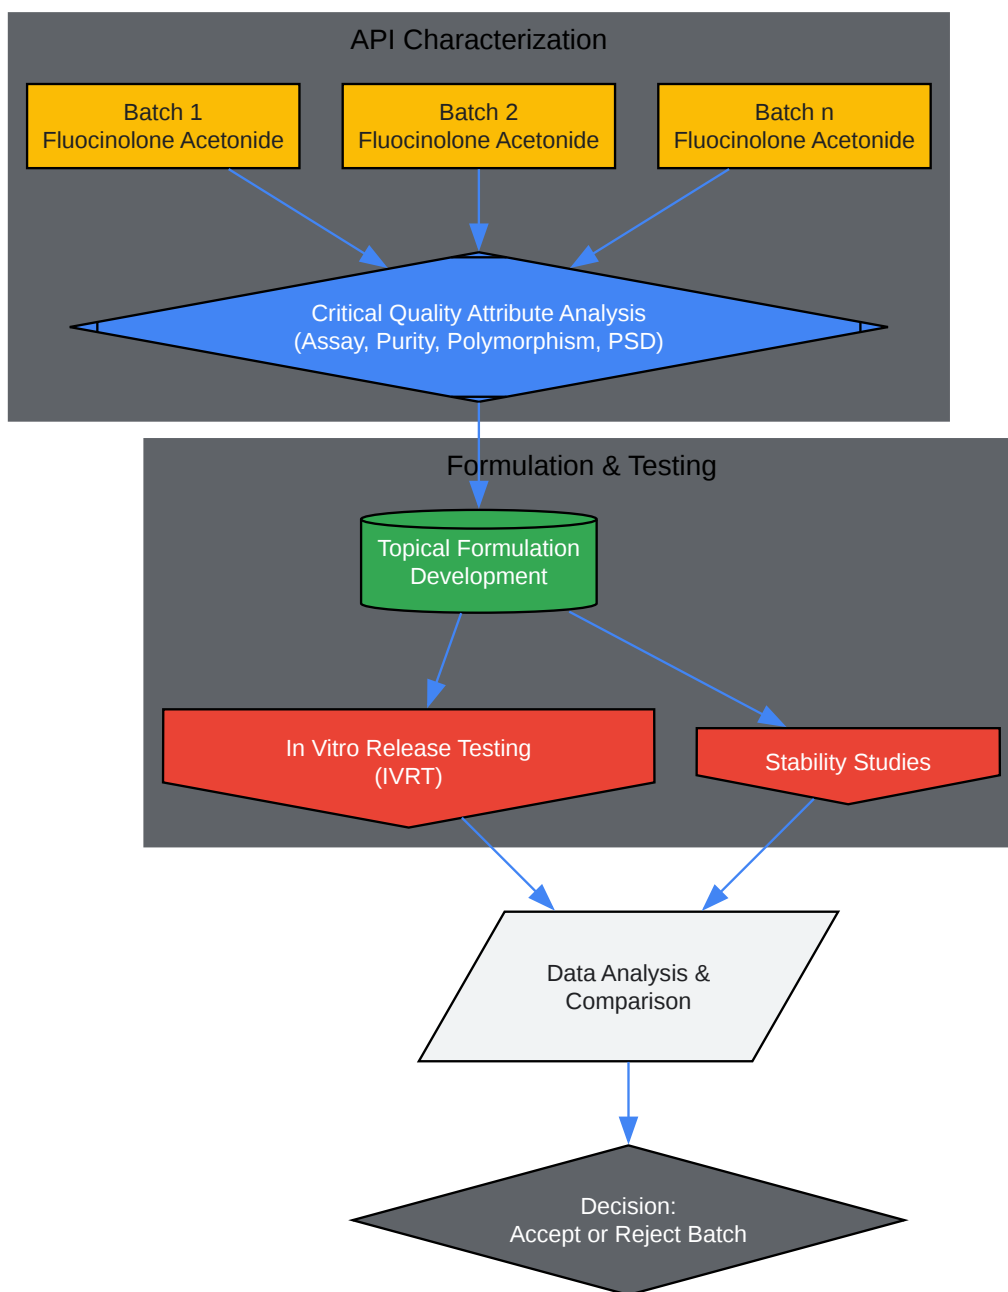 API Characterization
Batch 1
Fluocinolone Acetonide
Batch 2
Fluocinolone Acetonide
Batch n
Fluocinolone Acetonide
Critical Quality Attribute Analysis
(Assay, Purity, Polymorphism, PSD)
Formulation & Testing
Topical Formulation
Development
In Vitro Release Testing
(IVRT)
Stability Studies
Data Analysis &
Comparison
Decision:
Accept or Reject Batch